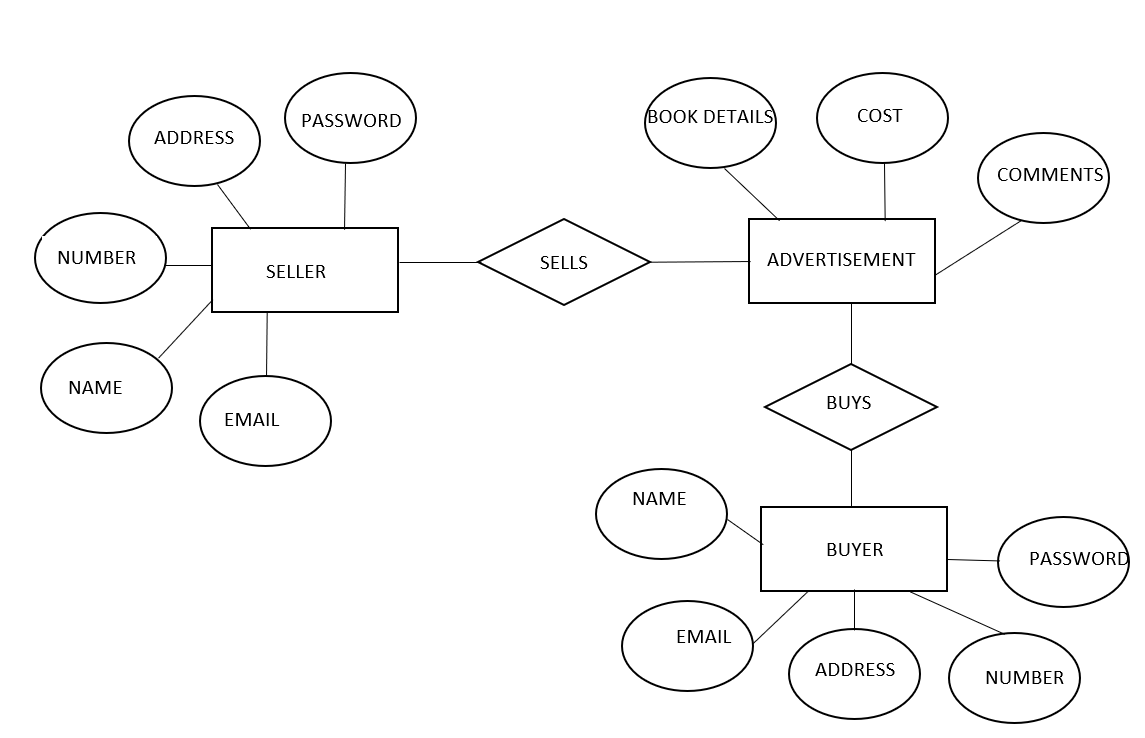 PASSWORD
ADDRESS
NUMBER
SELLER
NAME
EMAIL
SELLS
BOOK DETAILS
COST
COMMENTS
ADVERTISEMENT
BUYS
NAME
BUYER
PASSWORD
EMAIL
ADDRESS
NUMBER